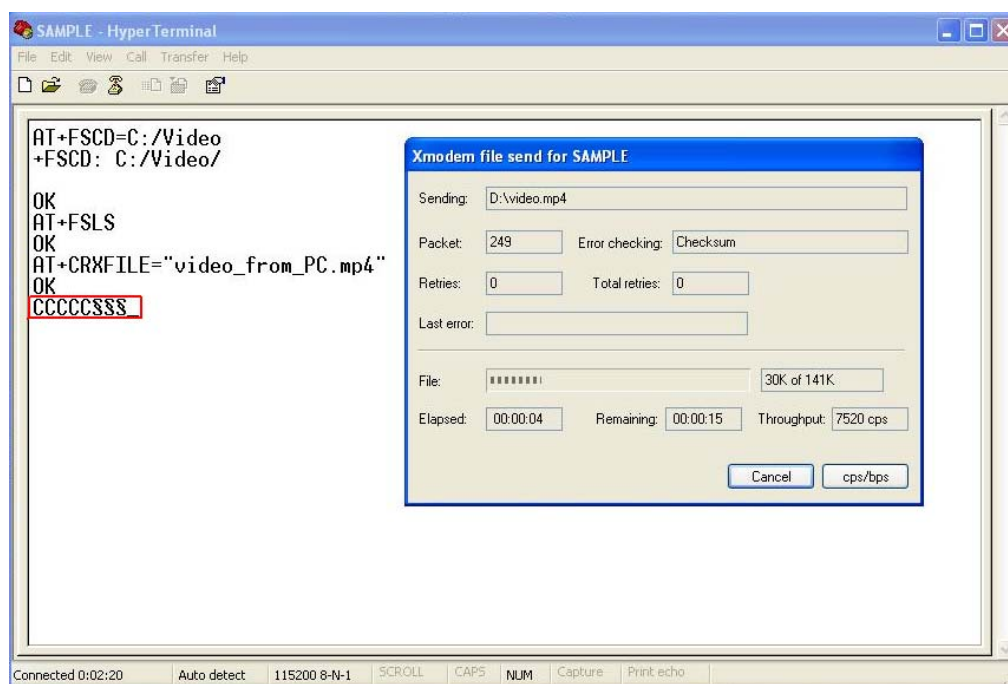 SAMPLE - HyperTerminal
File Edit View Call Transfer Help
AT+FSCD=C:/Video
+FSCD: C:/Video/
OK
AT+FSLS
OK
AT+CRXFILE="video_from_PC.mp4"
OK
CCCCC§§§_
Xmodem file send for SAMPLE
Sending: D:\video.mp4
Packet: 249 Error checking: Checksum
Retries: 0 Total retries: 0
Last error:
File: 30K of 141K
Elapsed: 00:00:04 Remaining: 00:00:15 Throughput: 7520 cps
Cancel cps/bps
Connected 0:02:20 Auto detect 115200 8-N-1 SCROLL CAPS NUM Capture Print echo